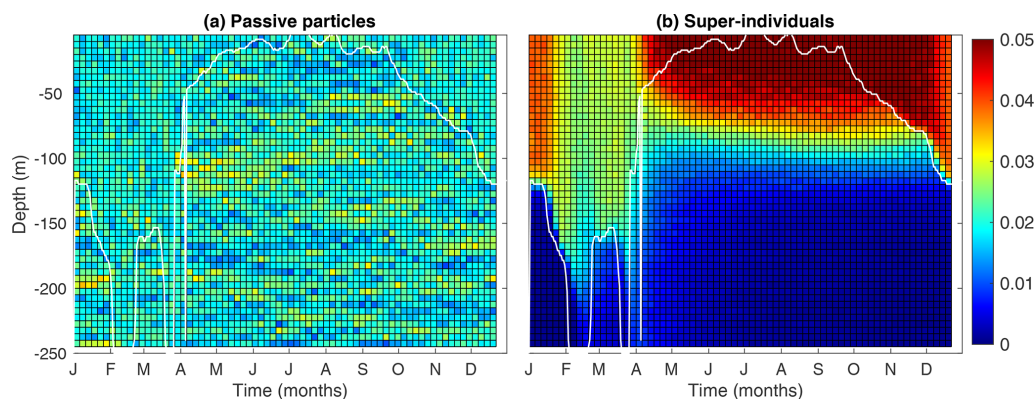 (a) Passive particles
(b) Super-individuals
Depth (m)
-50
-100
-150
-200
-250
J F M A M J J A S O N D
J F M A M J J A S O N D
Time (months)
Time (months)
0.05
0.04
0.03
0.02
0.01
0